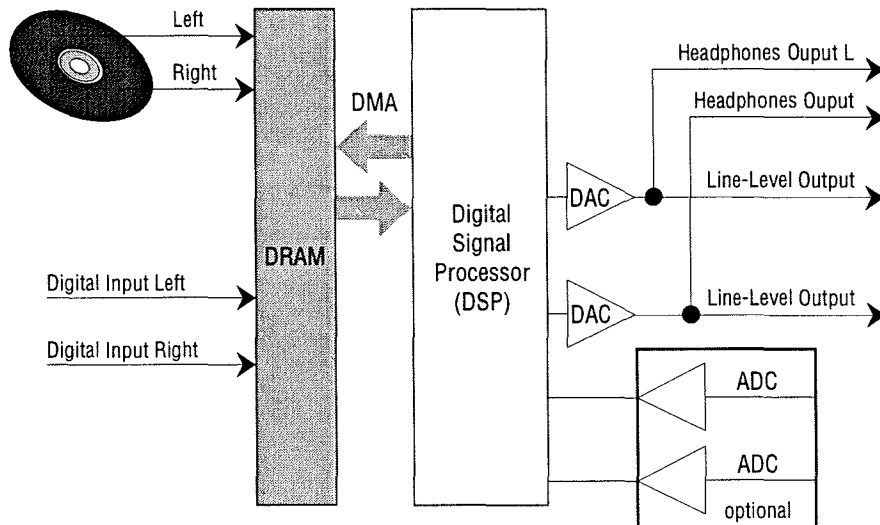 Left
Right
DMA
DRAM
Digital Input Left
Digital Input Right
Digital
Signal
Processor
(DSP)
DAC
DAC
Headphones Ouput L
Headphones Ouput
Line-Level Output
Line-Level Output
ADC
ADC
optional